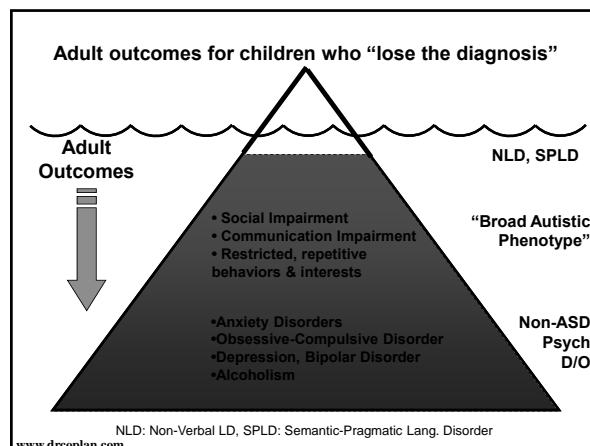 Adult outcomes for children who “lose the diagnosis”
Adult
Outcomes
NLD, SPLD
• Social Impairment
• Communication Impairment
• Restricted, repetitive
behaviors & interests
“Broad Autistic
Phenotype”
•Anxiety Disorders
•Obsessive-Compulsive Disorder
•Depression, Bipolar Disorder
•Alcoholism
Non-ASD
Psych
D/O
NLD: Non-Verbal LD, SPLD: Semantic-Pragmatic Lang. Disorder
www.drcoplan.com